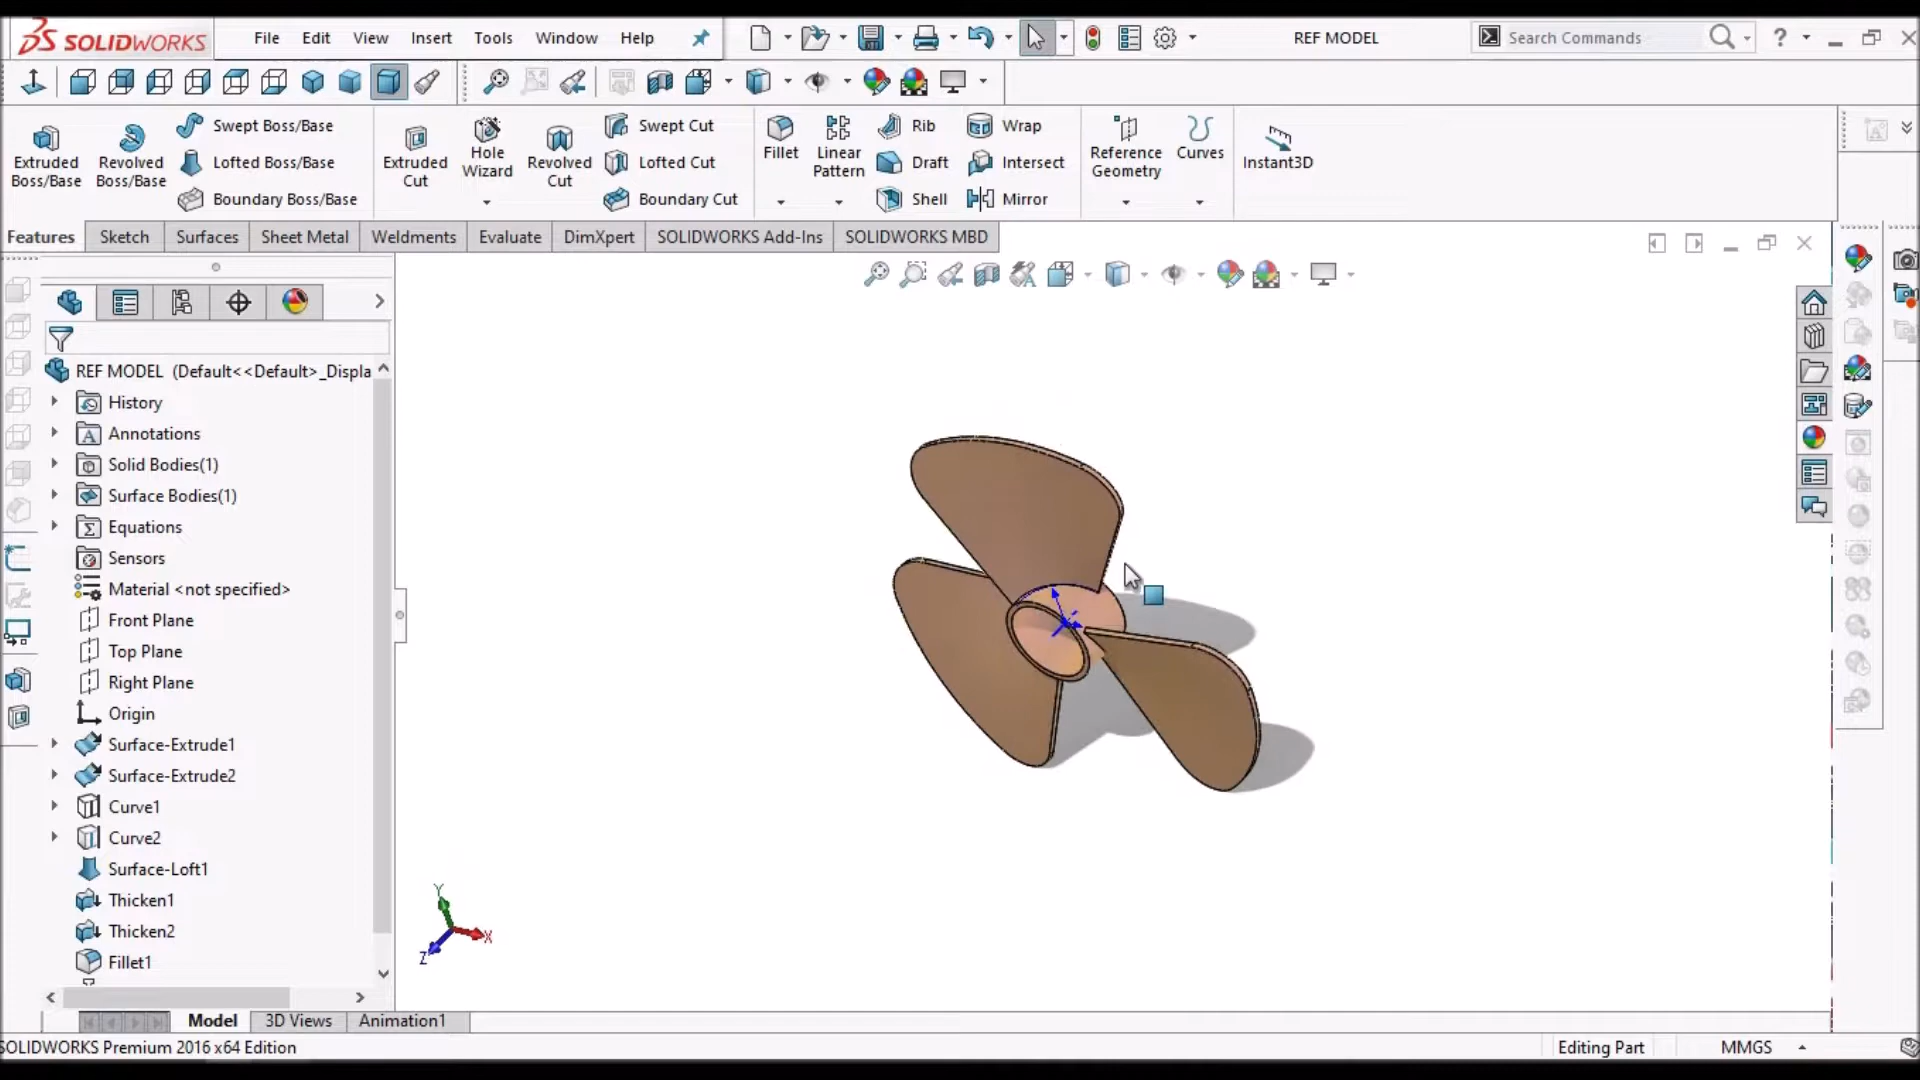 SOLIDWORKS File Edit View Insert Tools Window Help REF MODEL Search Commands ?
Extruded Boss/Base
Revolved Boss/Base
Swept Boss/Base
Lofted Boss/Base
Boundary Boss/Base
Extruded Cut
Hole Wizard
Revolved Cut
Swept Cut
Lofted Cut
Boundary Cut
Fillet
Linear Pattern
Rib
Draft
Shell
Wrap
Intersect
Mirror
Reference Geometry
Curves
Instant3D
Features Sketch Surfaces Sheet Metal Weldments Evaluate DimXpert SOLIDWORKS Add-Ins SOLIDWORKS MBD
REF MODEL (Default<<Default>_Displa
History
Annotations
Solid Bodies(1)
Surface Bodies(1)
Equations
Sensors
Material <not specified>
Front Plane
Top Plane
Right Plane
Origin
Surface-Extrude1
Surface-Extrude2
Curve1
Curve2
Surface-Loft1
Thicken1
Thicken2
Fillet1
Y
X
Z
Model 3D Views Animation1
SOLIDWORKS Premium 2016 x64 Edition Editing Part MMGS